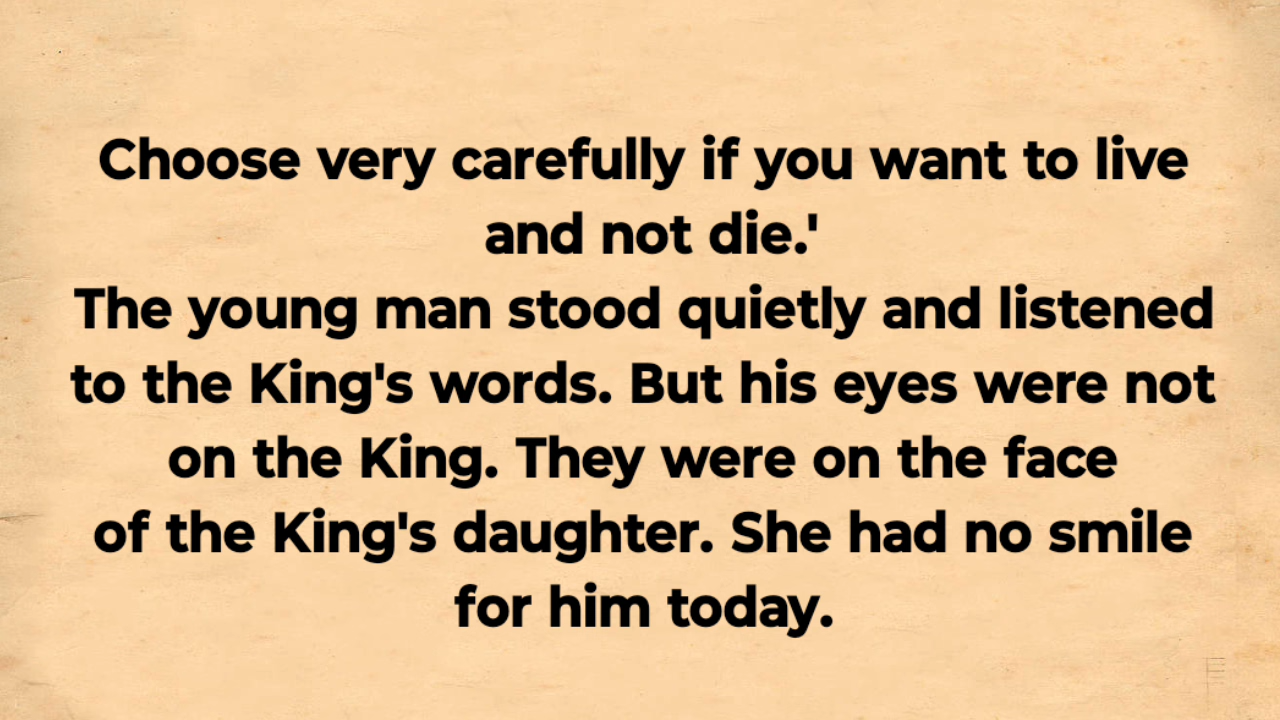 Choose very carefully if you want to live
and not die.'
The young man stood quietly and listened
to the King's words. But his eyes were not
on the King. They were on the face
of the King's daughter. She had no smile
for him today.